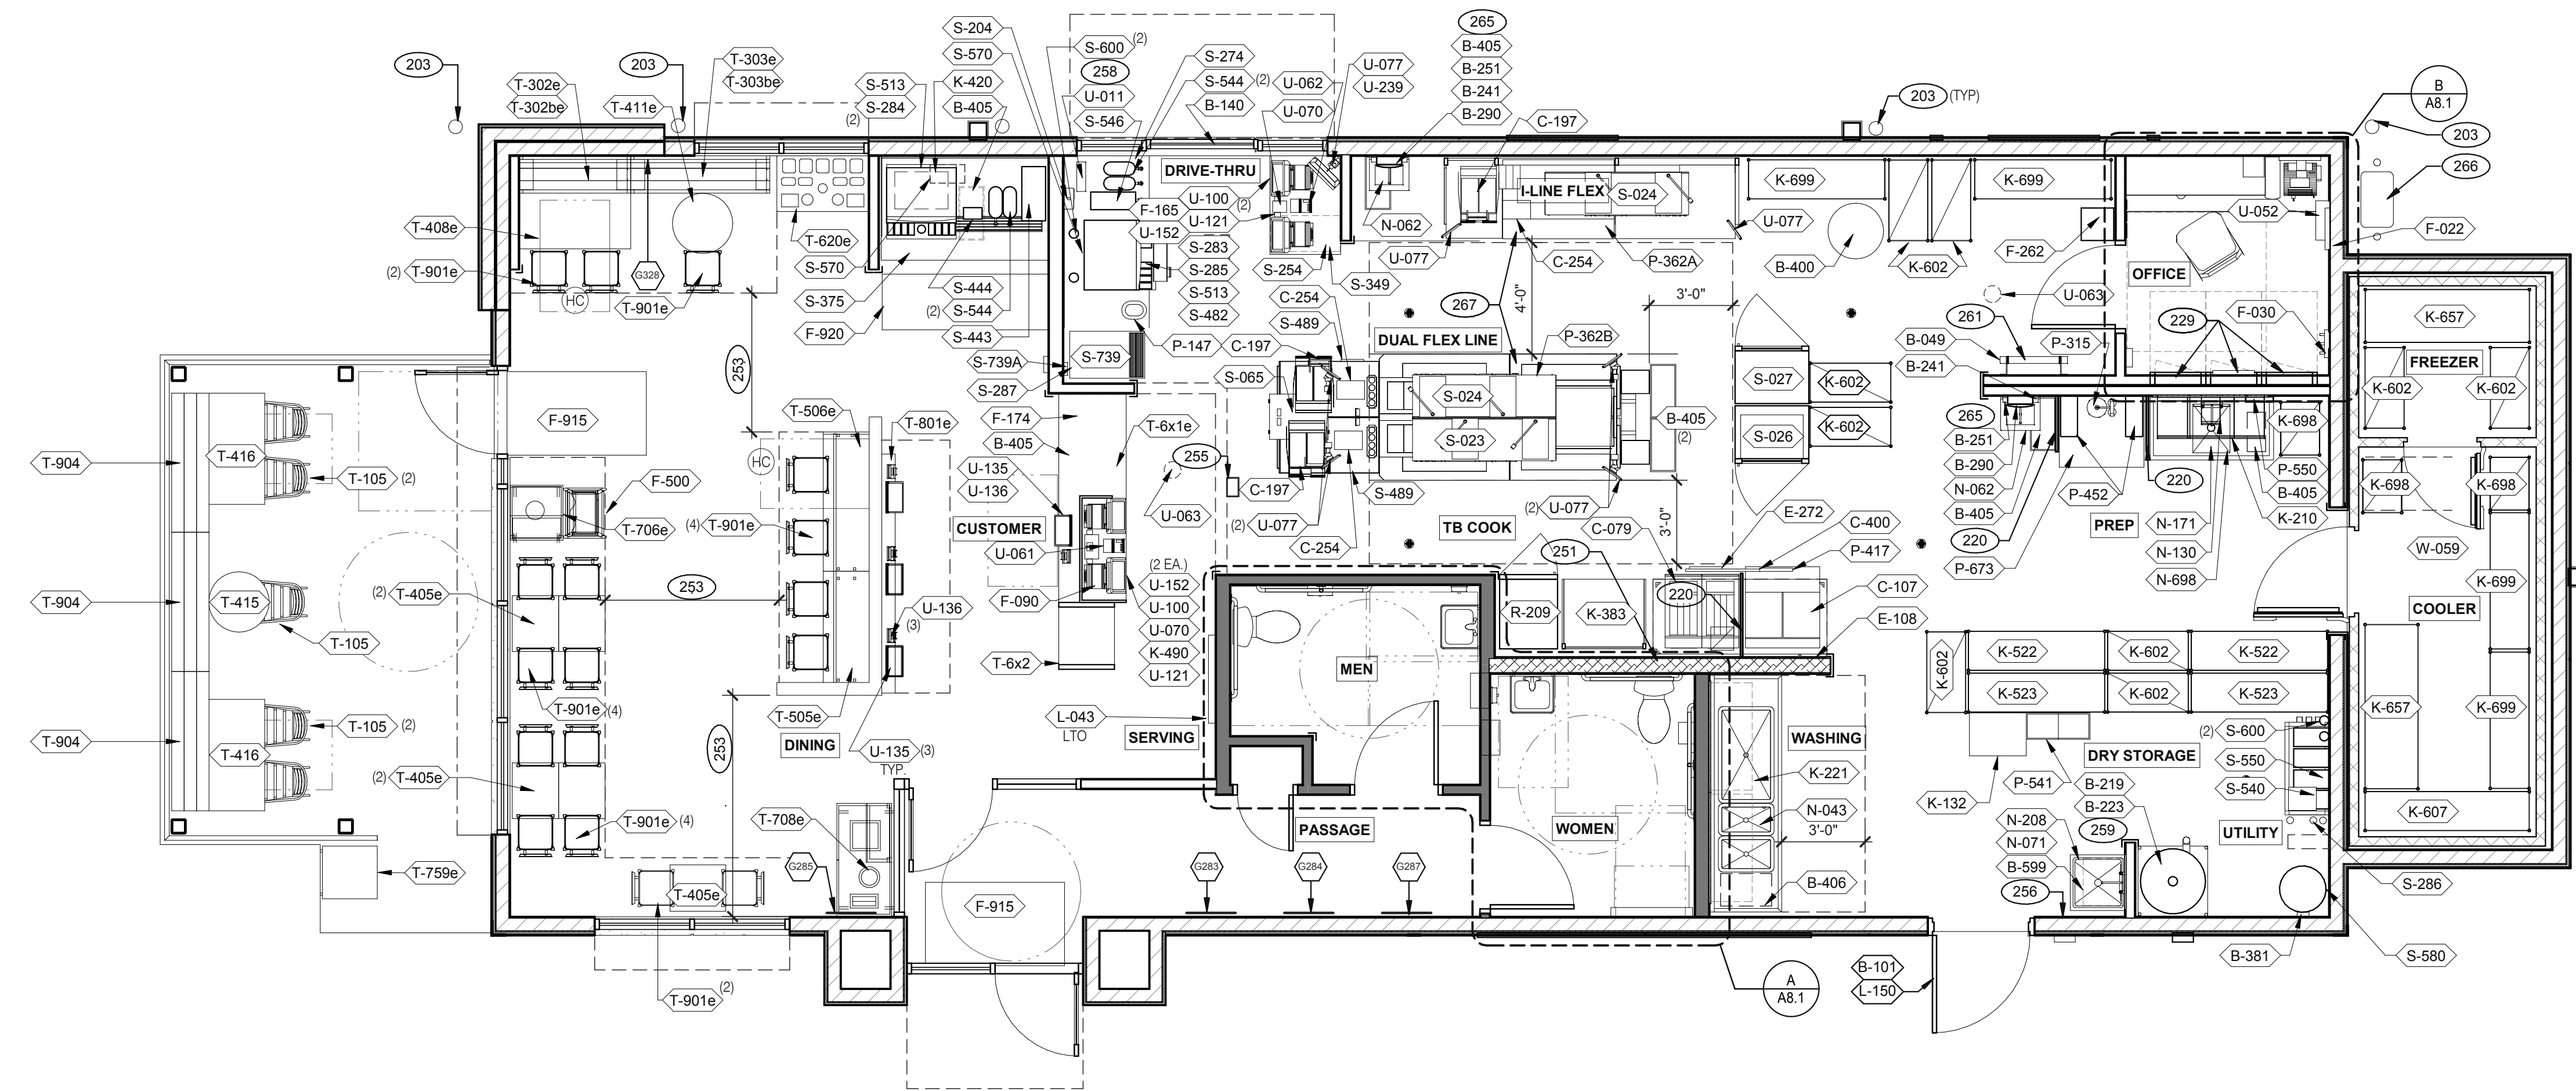 203
T-302e
T-302be
203
T-411e
T-303e
T-303be
S-513
S-284
(2)
S-204
S-570
K-420
B-405
S-600 (2)
258
U-011
S-546
S-274
S-544 (2)
B-140
U-062
U-070
U-077
U-239
265
B-405
B-251
B-241
B-290
C-197
203 (TYP)
B
A8.1
203
266
DRIVE-THRU
I-LINE FLEX
S-024
K-699
K-699
T-408e
(2) T-901e
HC
G328
T-901e
T-620e
S-570
S-375
F-920
S-444
(2) S-544
S-443
F-165
U-152
U-100 (2)
U-121
S-283
S-285
S-513
S-482
S-254
S-349
N-062
U-077
C-254
P-362A
U-077
B-400
K-602
F-262
U-052
F-022
OFFICE
U-063
F-030
229
261
B-049
B-241
P-315
K-657
FREEZER
K-602
K-602
253
S-739A
S-287
S-739
P-147
C-254
S-489
C-197
S-065
267
4'-0"
3'-0"
DUAL FLEX LINE
P-362B
S-024
S-023
S-027
S-026
K-602
K-602
B-405
(2)
F-915
T-904
T-416
T-105 (2)
T-904
T-415
T-105
T-904
T-416
T-105 (2)
T-759e
F-500
T-706e
(2) T-405e
T-901e (4)
(2) T-405e
T-901e (4)
T-405e
T-901e (2)
T-506e
T-801e
HC
(4) T-901e
253
253
T-505e
U-136
(3)
U-135 (3)
TYP.
DINING
CUSTOMER
F-174
B-405
U-135
U-136
T-6x1e
U-063
255
U-061
F-090
T-6x2
(2 EA.)
U-152
U-100
U-070
K-490
U-121
L-043
LTO
SERVING
C-197
S-489
(2) U-077
C-254
TB COOK
(2) U-077
C-079
3'-0"
E-272
C-400
P-417
251
220
C-107
E-108
R-209
K-383
MEN
WOMEN
PASSAGE
WASHING
K-221
N-043
3'-0"
B-406
265
B-251
B-290
N-062
B-405
220
P-673
P-452
220
PREP
N-171
N-130
N-698
K-698
P-550
B-405
K-210
K-698
K-698
W-059
K-699
COOLER
K-657
K-699
K-607
K-602
K-522
K-602
K-522
K-523
K-602
K-523
K-132
P-541
DRY STORAGE
(2) S-600
S-550
S-540
B-219
B-223
259
UTILITY
N-208
N-071
B-599
256
S-286
B-381
S-580
T-708e
G285
G283
G284
G287
F-915
A
A8.1
B-101
L-150